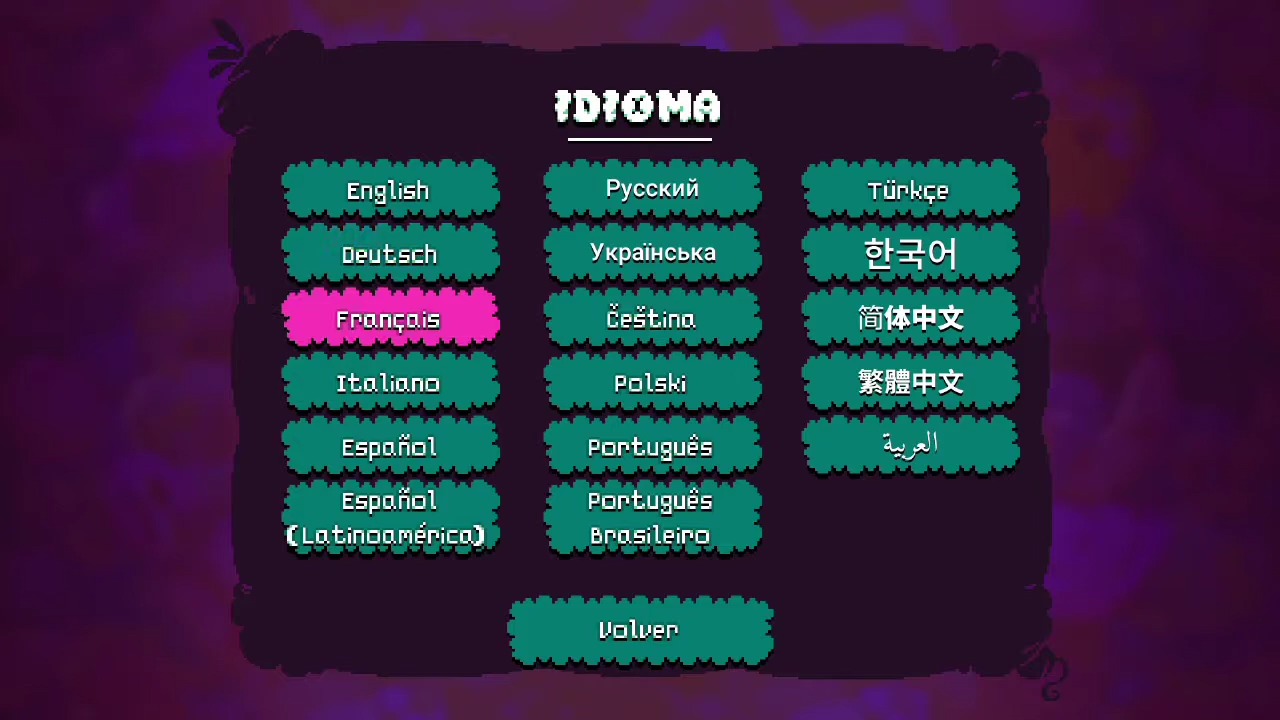 IDIOMA
English
Deutsch
Français
Italiano
Español
Español
(Latinoamérica)
Русский
Українська
Čeština
Polski
Português
Português
Brasileiro
Türkçe
한국어
简体中文
繁體中文
العربية
Volver